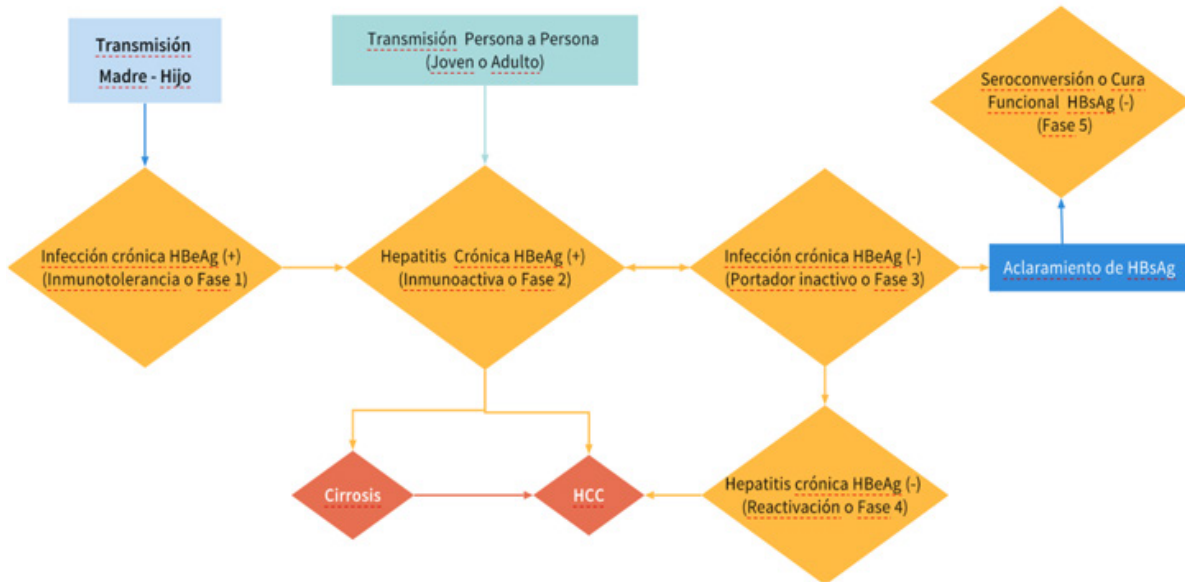 Transmisión
Madre - Hijo
Transmisión Persona a Persona
(Joven o Adulto)
Seroconversión o Cura
Funcional HBsAg (-)
(Fase 5)
Infección crónica HBeAg (+)
(Inmunotolerancia o Fase 1)
Hepatitis Crónica HBeAg (+)
(Inmunoactiva o Fase 2)
Infección crónica HBeAg (-)
(Portador inactivo o Fase 3)
Aclaramiento de HBsAg
Cirrosis
HCC
Hepatitis crónica HBeAg (-)
(Reactivación o Fase 4)